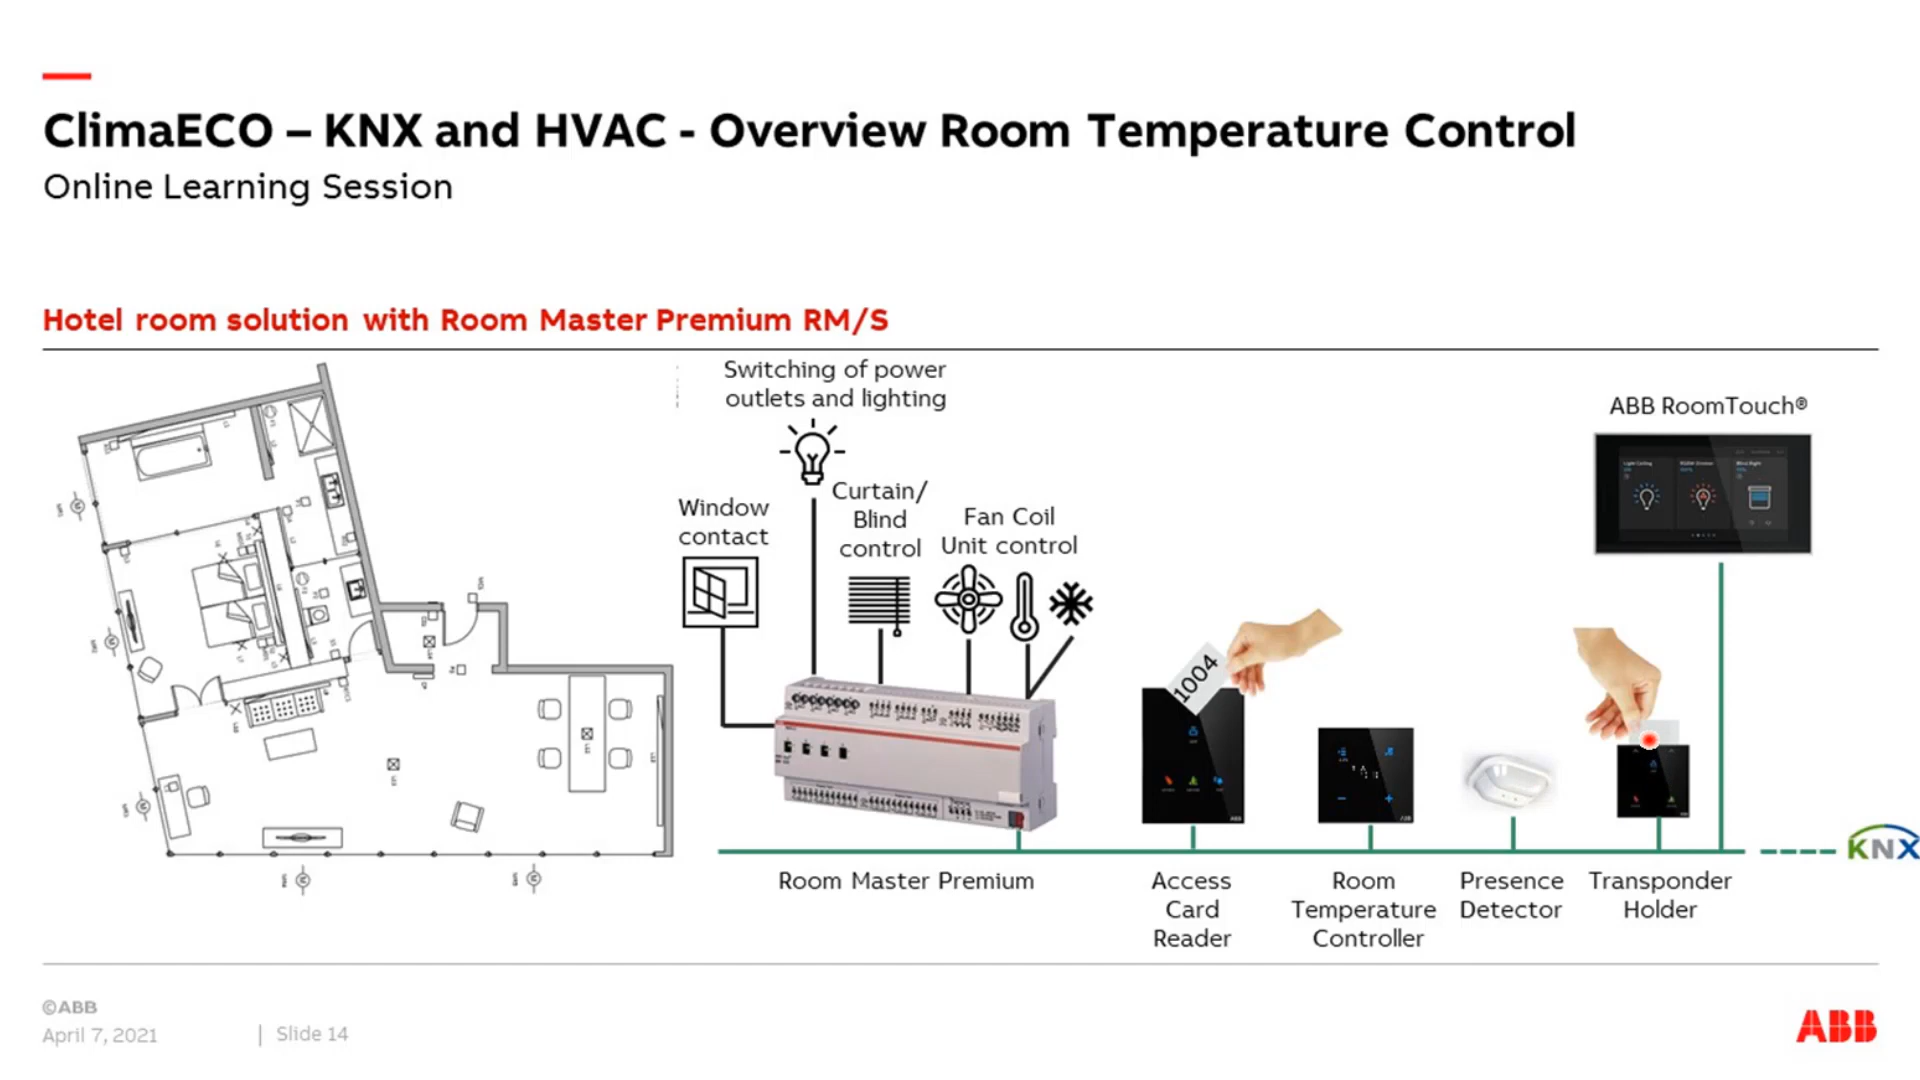 ClimaECO – KNX and HVAC - Overview Room Temperature Control
Online Learning Session
Hotel room solution with Room Master Premium RM/S
Switching of power
outlets and lighting
Window
contact
Curtain/
Blind
control
Fan Coil
Unit control
ABB RoomTouch®
1004
KNX
Room Master Premium
Access
Card
Reader
Room
Temperature
Controller
Presence
Detector
Transponder
Holder
©ABB
April 7, 2021
| Slide 14
ABB